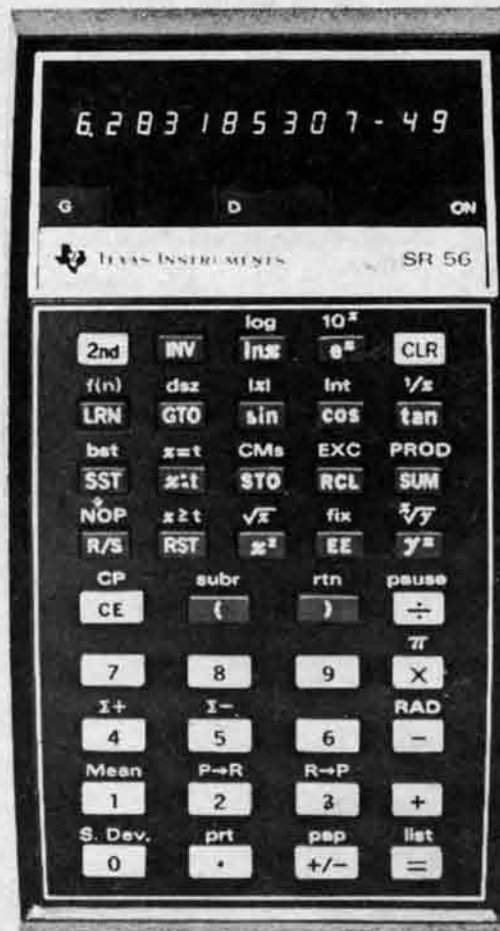 6.283185307-49
G D ON
TEXAS INSTRUMENTS SR 56
log 10ˣ
2nd INV lnx eˣ CLR
f(n) dsz |x| Int 1/x
LRN GTO sin cos tan
bst x=t CMs EXC PROD
SST x:t STO RCL SUM
NOP x≥t √x fix ˣ√y
R/S RST x² EE yˣ
CP subr rtn pause
CE ( ) ÷
π
7 8 9 ×
Σ+ Σ− RAD
4 5 6 −
Mean P→R R→P
1 2 3 +
S. Dev. prt pap list
0 . +/− =